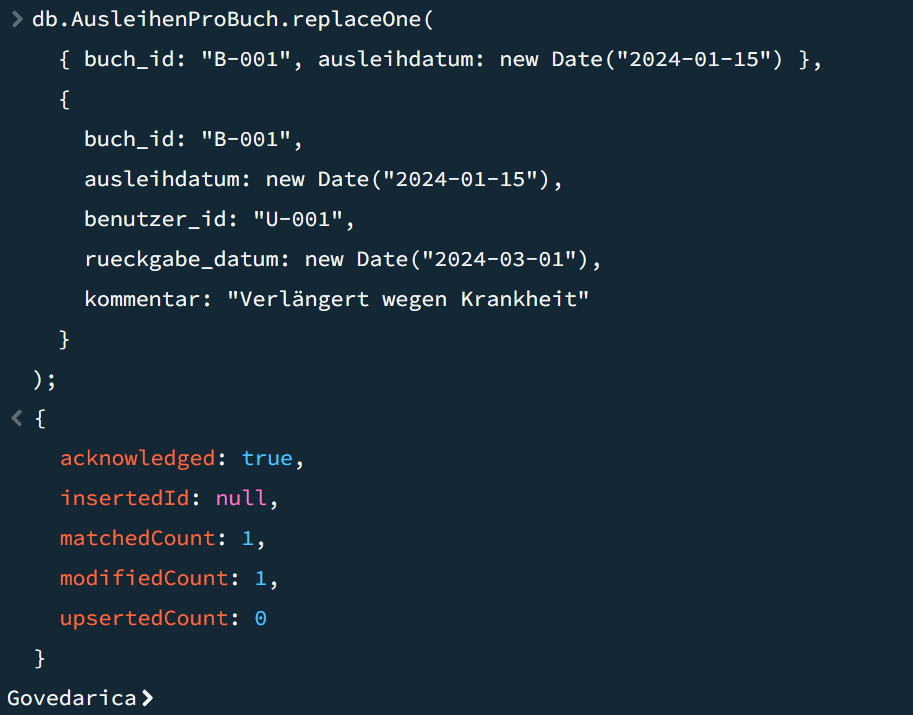 > db.AusleihenProBuch.replaceOne(
{ buch_id: "B-001", ausleihdatum: new Date("2024-01-15") },
{
buch_id: "B-001",
ausleihdatum: new Date("2024-01-15"),
benutzer_id: "U-001",
rueckgabe_datum: new Date("2024-03-01"),
kommentar: "Verlängert wegen Krankheit"
}
);
< {
acknowledged: true,
insertedId: null,
matchedCount: 1,
modifiedCount: 1,
upsertedCount: 0
}
Govedarica>